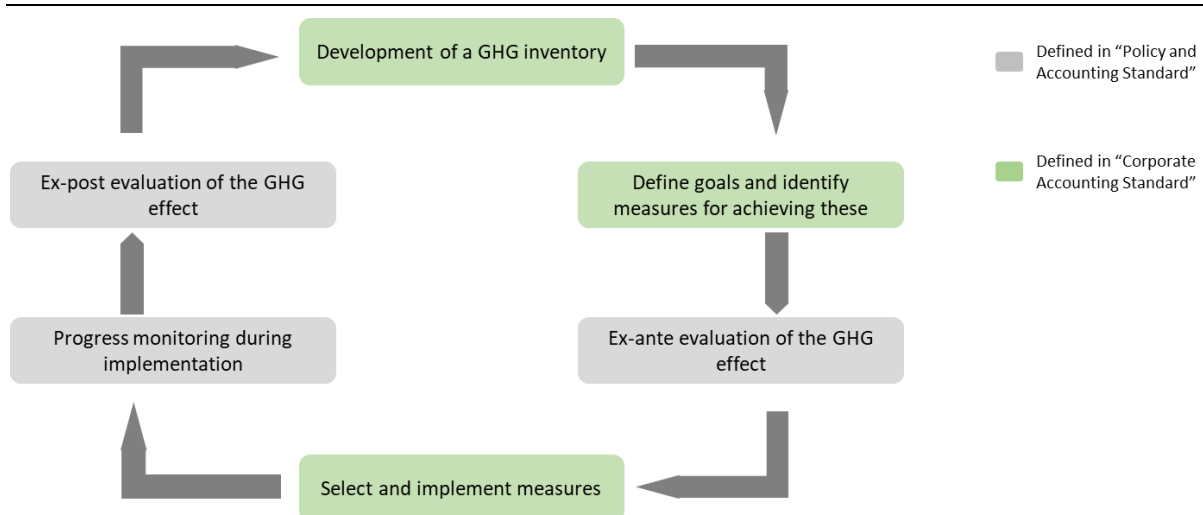 Development of a GHG inventory
Defined in “Policy and
Accounting Standard”
Ex-post evaluation of the GHG
effect
Define goals and identify
measures for achieving these
Defined in “Corporate
Accounting Standard”
Progress monitoring during
implementation
Ex-ante evaluation of the GHG
effect
Select and implement measures